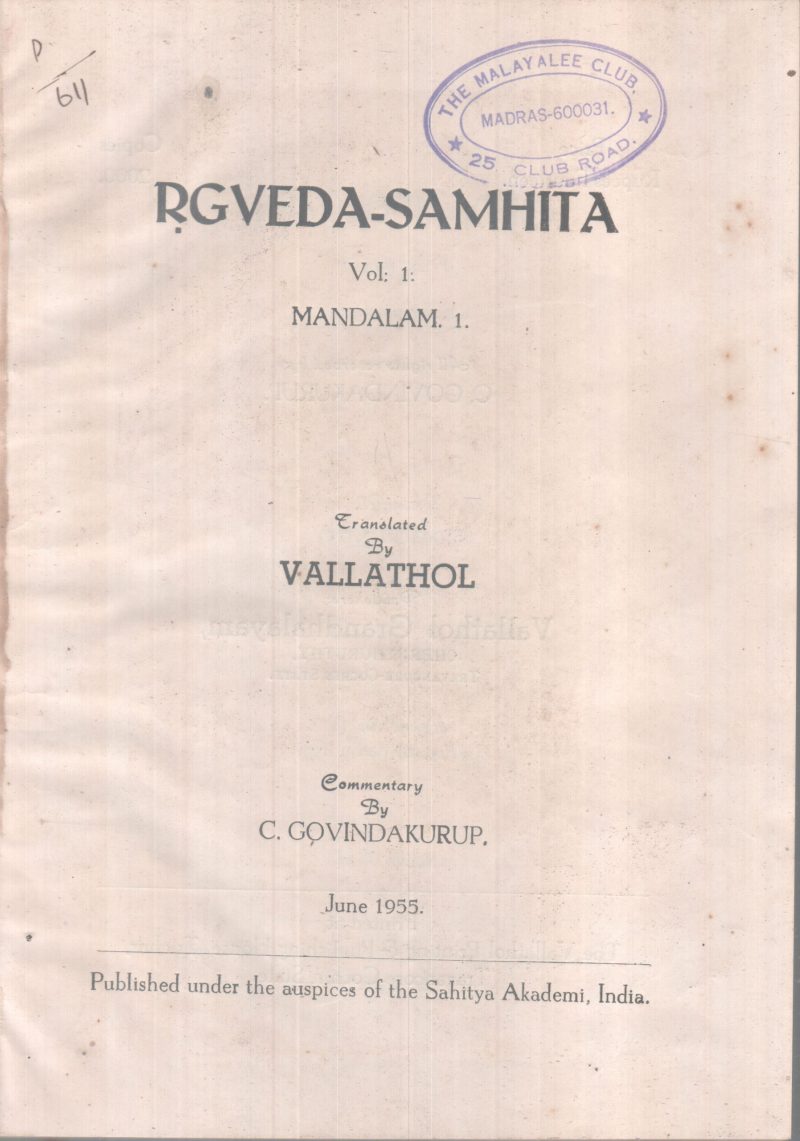 P/611
THE MALAYALEE CLUB,
MADRAS-600031.
★ 25 CLUB ROAD. ★
ṚGVEDA-SAMHITA
Vol: 1:
MANDALAM. 1.
Translated
By
VALLATHOL
Commentary
By
C. GOVINDAKURUP.
June 1955.
Published under the auspices of the Sahitya Akademi, India.